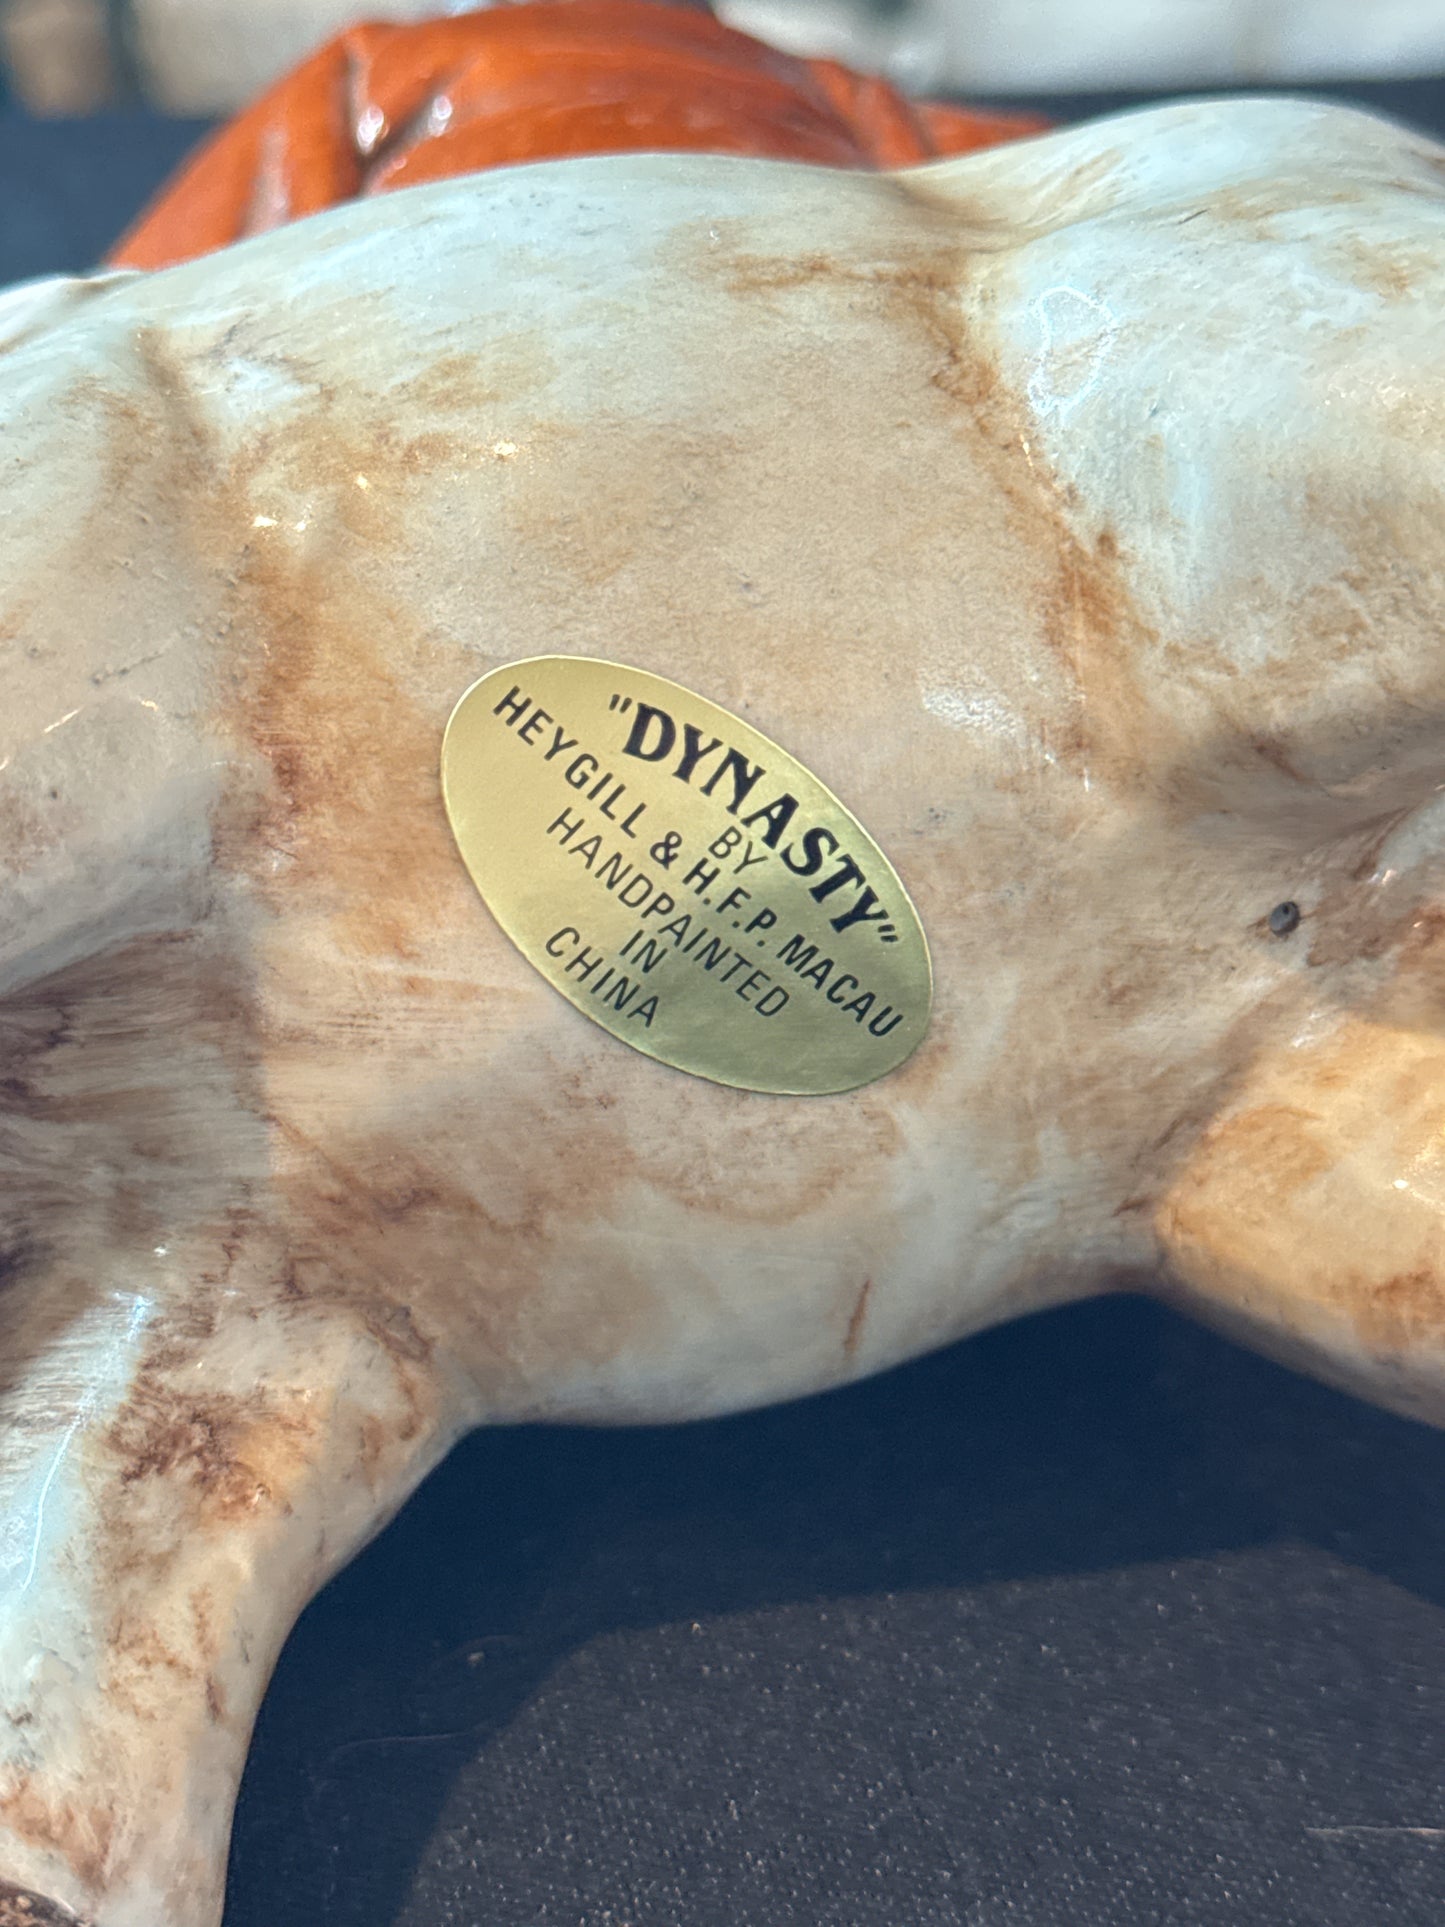 "DYNASTY"
BY
HEYGILL & H.F.P. MACAU
HANDPAINTED
IN
CHINA